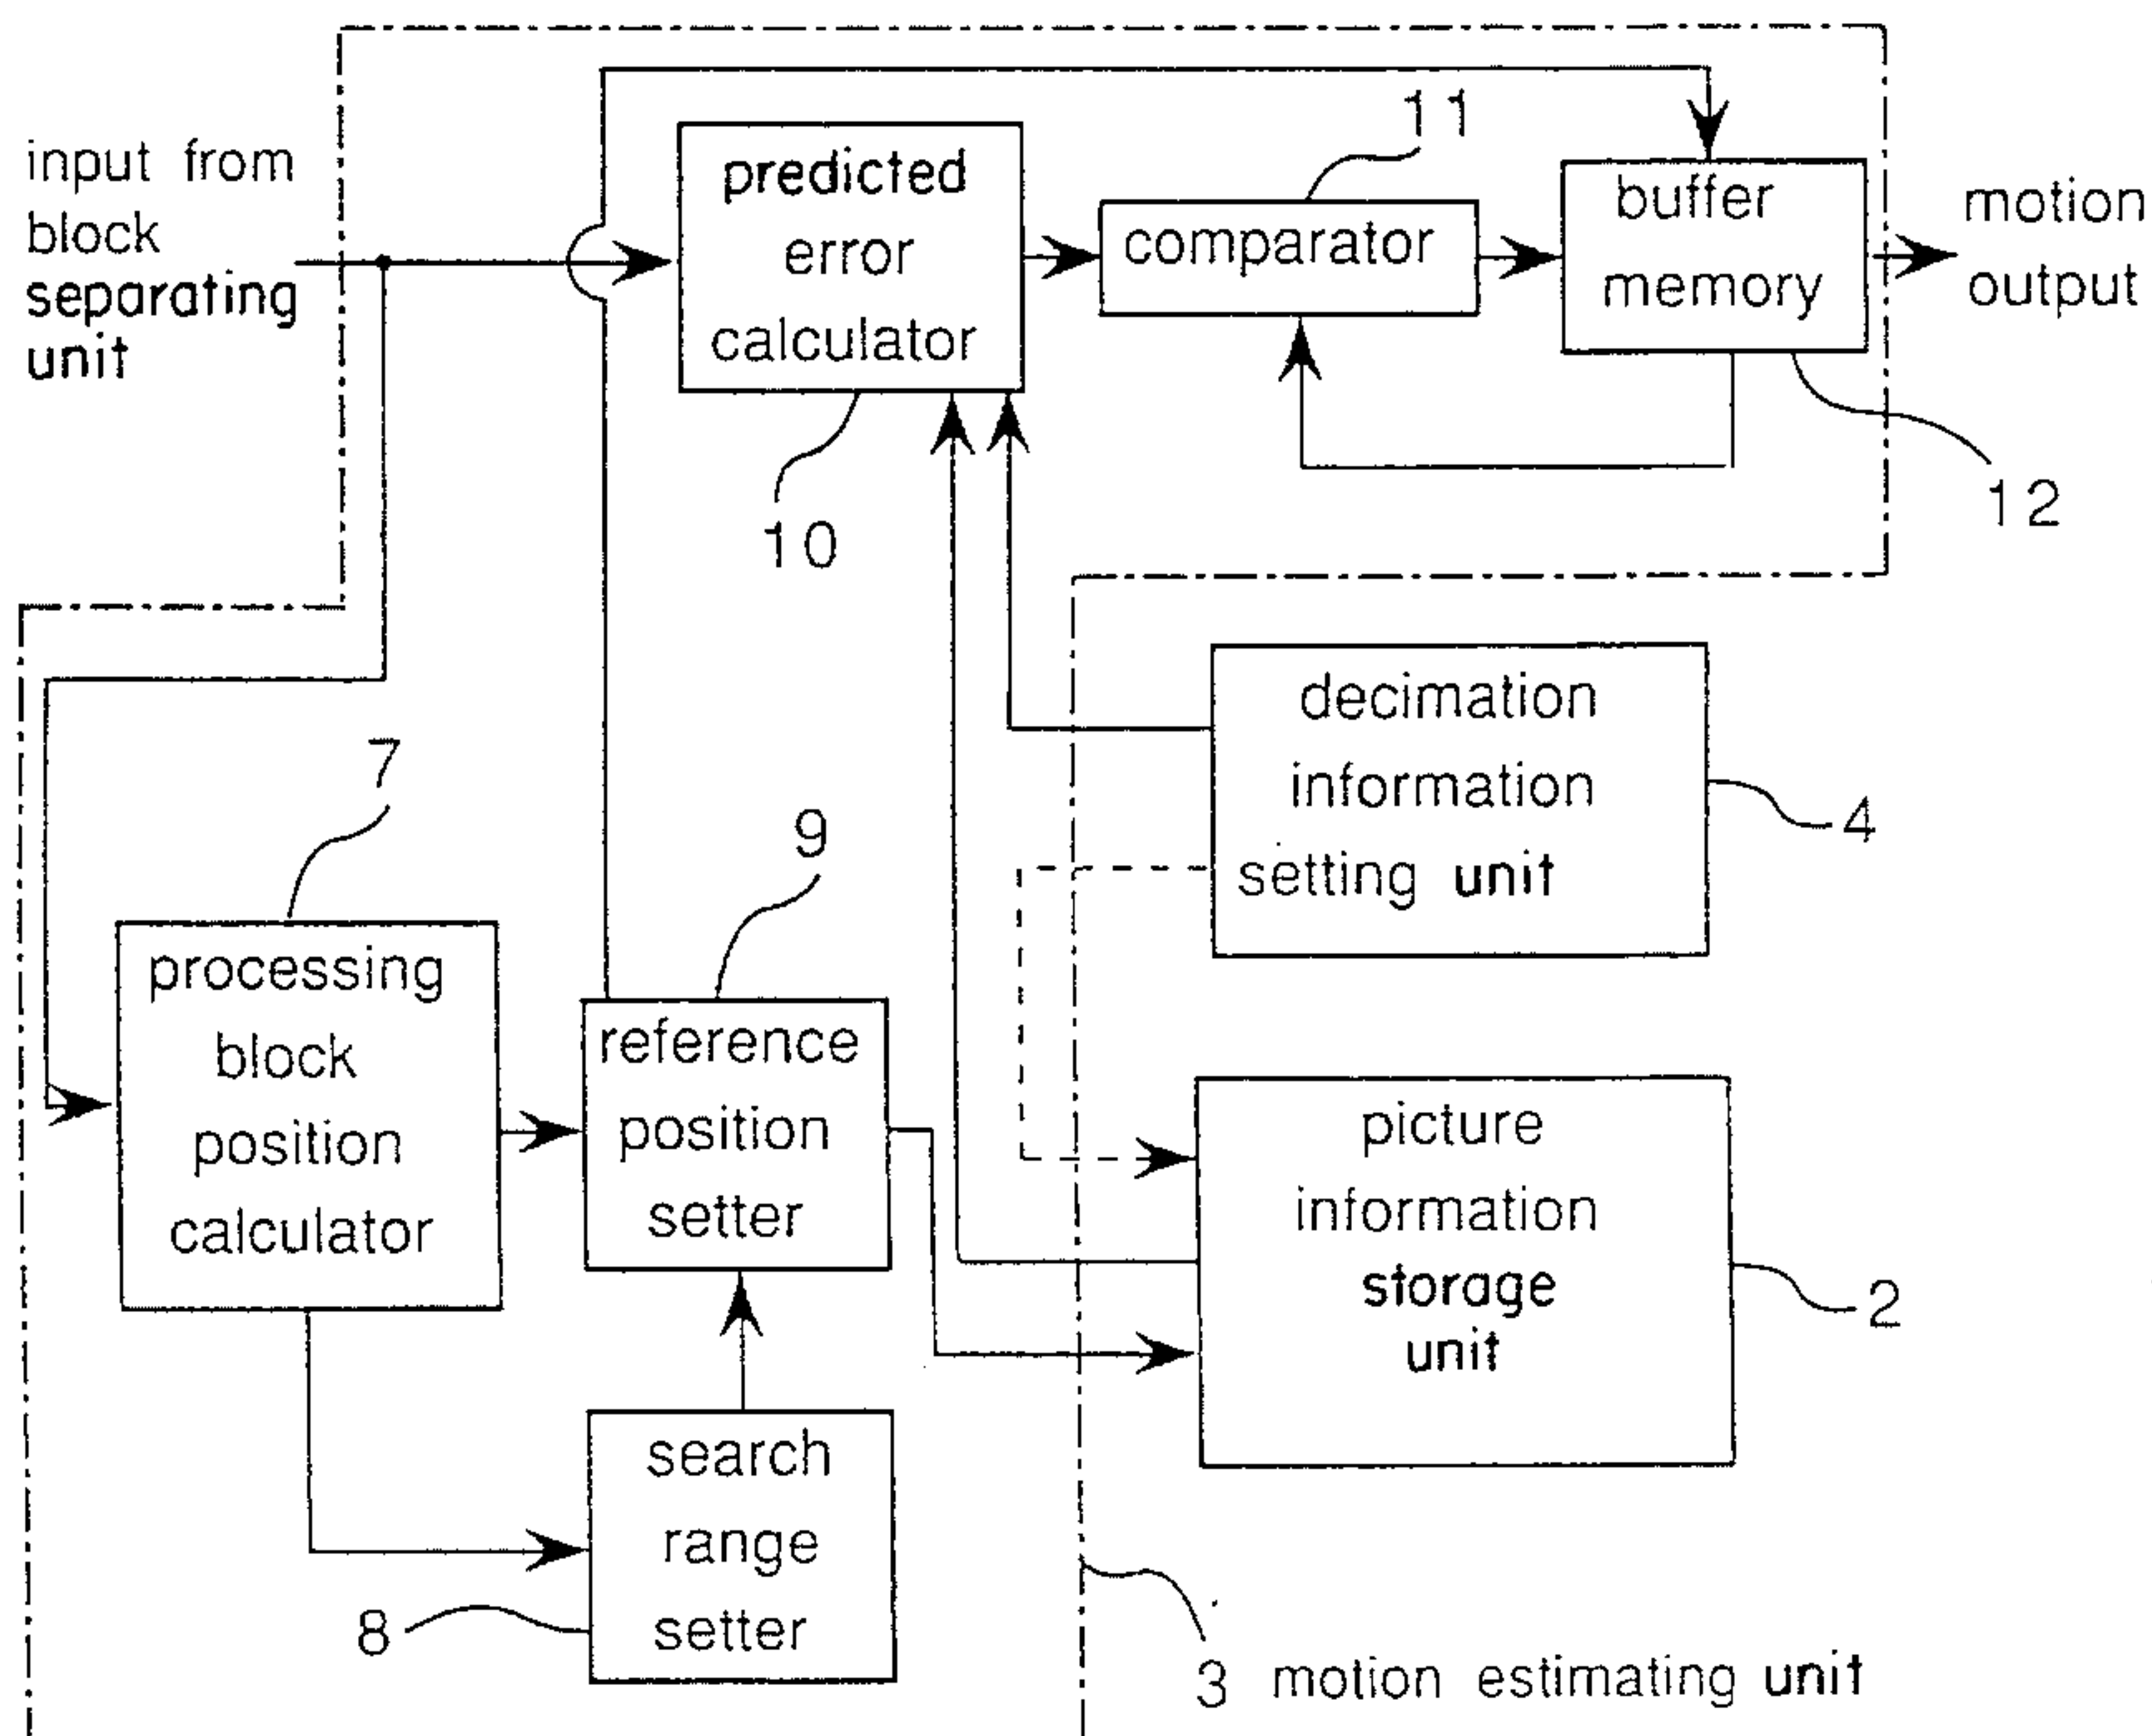 input from
block
separating
unit
predicted
error
calculator
10
11
comparator
buffer
memory
12
motion
output
decimation
information
setting unit
4
7
processing
block
position
calculator
9
reference
position
setter
picture
information
storage
unit
2
search
range
setter
8
3 motion estimating unit